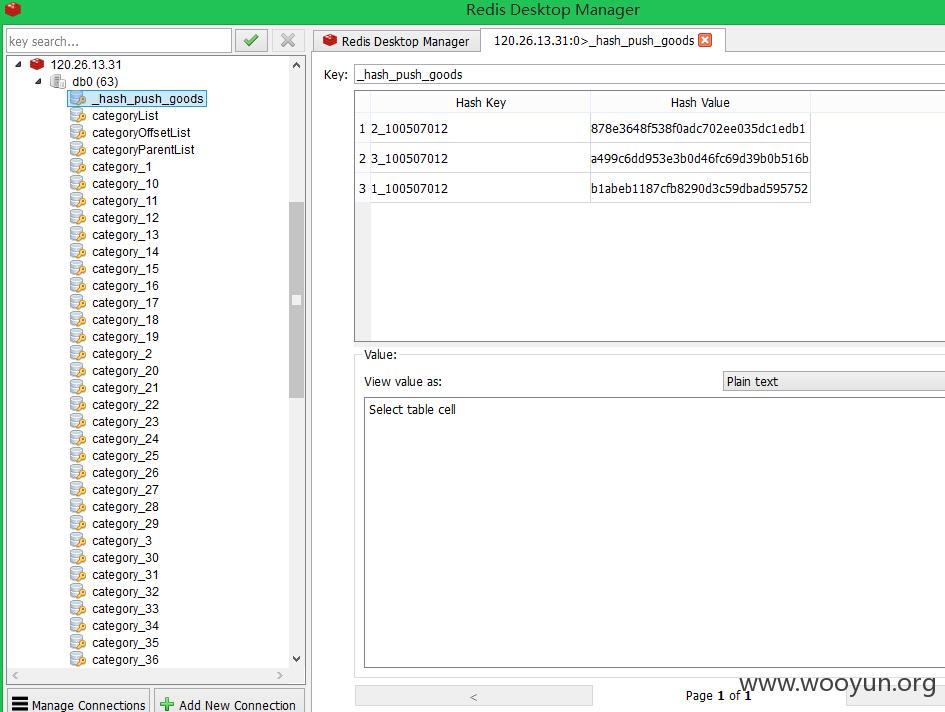 Redis Desktop Manager
key search...
Redis Desktop Manager
120.26.13.31:0>_hash_push_goods
120.26.13.31
db0 (63)
_hash_push_goods
categoryList
categoryOffsetList
categoryParentList
category_1
category_10
category_11
category_12
category_13
category_14
category_15
category_16
category_17
category_18
category_19
category_2
category_20
category_21
category_22
category_23
category_24
category_25
category_26
category_27
category_28
category_29
category_3
category_30
category_31
category_32
category_33
category_34
category_35
category_36
Manage Connections
Add New Connection
Key: _hash_push_goods
Hash Key Hash Value
1 2_100507012 878e3648f538f0adc702ee035dc1edb1
2 3_100507012 a499c6dd953e3b0d46fc69d39b0b516b
3 1_100507012 b1abeb1187cfb8290d3c59dbad595752
Value:
View value as: Plain text
Select table cell
< Page 1 of 1
www.wooyun.org